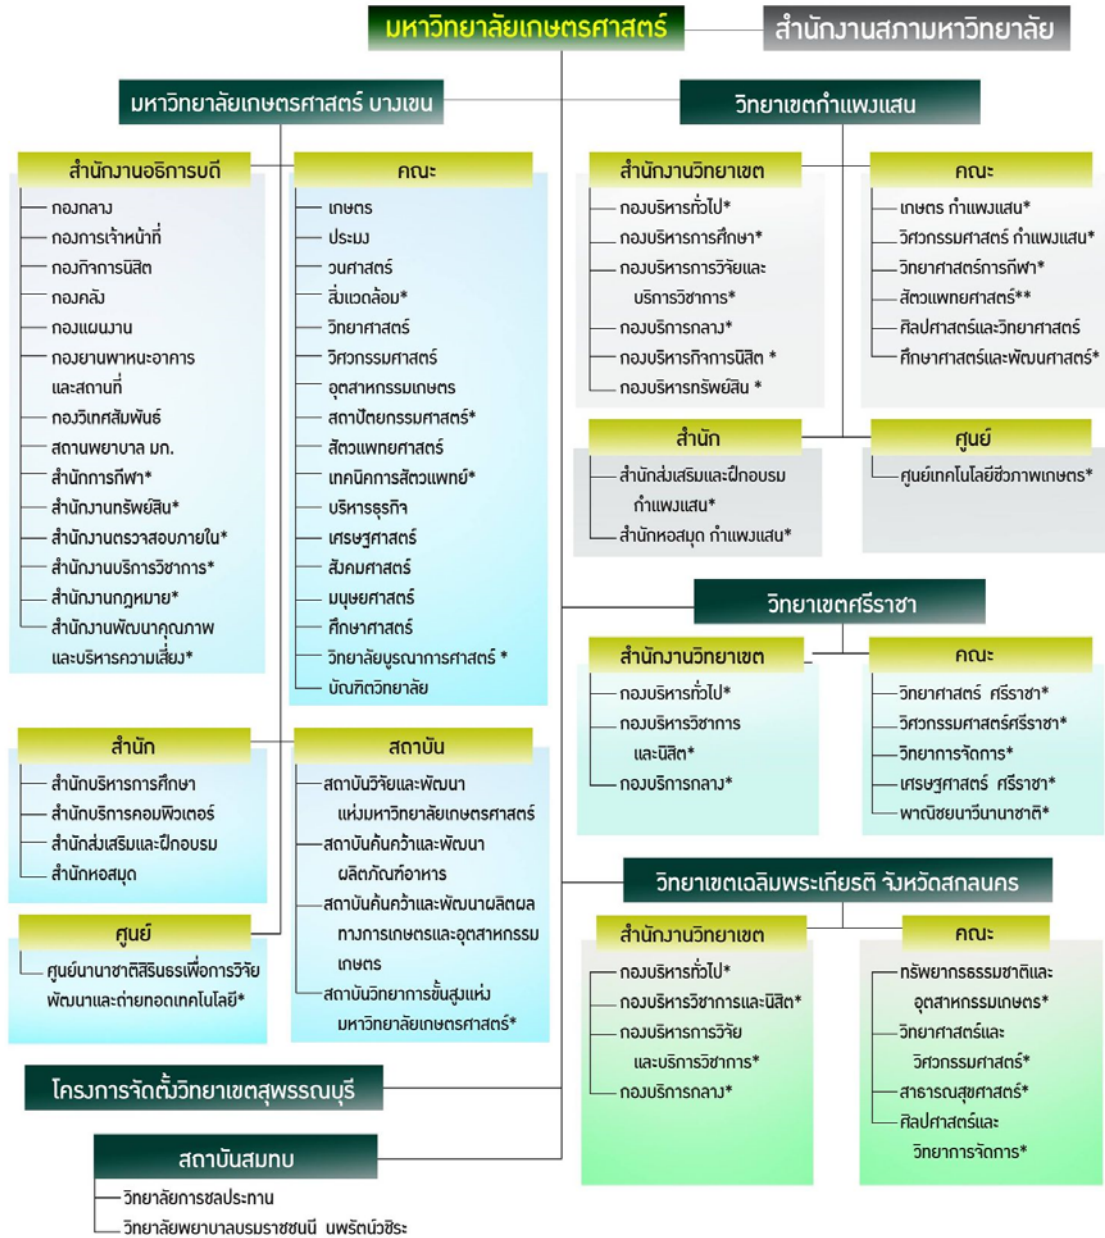 มหาวิทยาลัยเกษตรศาสตร์
สำนักงานสภามหาวิทยาลัย
มหาวิทยาลัยเกษตรศาสตร์ บางเขน
สำนักงานอธิการบดี
กองกลาง
กองการเจ้าหน้าที่
กองกิจการนิสิต
กองคลัง
กองแผนงาน
กองยานพาหนะอาคาร
และสถานที่
กองวิเทศสัมพันธ์
สถานพยาบาล มก.
สำนักการกีฬา*
สำนักงานทรัพย์สิน*
สำนักงานตรวจสอบภายใน*
สำนักงานบริการวิชาการ*
สำนักงานกฎหมาย*
สำนักงานพัฒนาคุณภาพ
และบริหารความเสี่ยง*
คณะ
เกษตร
ประมง
วนศาสตร์
สิ่งแวดล้อม*
วิทยาศาสตร์
วิศวกรรมศาสตร์
อุตสาหกรรมเกษตร
สถาปัตยกรรมศาสตร์*
สัตวแพทยศาสตร์
เทคนิคการสัตวแพทย์*
บริหารธุรกิจ
เศรษฐศาสตร์
สังคมศาสตร์
มนุษยศาสตร์
ศึกษาศาสตร์
วิทยาลัยบูรณาการศาสตร์ *
บัณฑิตวิทยาลัย
สำนัก
สำนักบริหารการศึกษา
สำนักบริการคอมพิวเตอร์
สำนักส่งเสริมและฝึกอบรม
สำนักหอสมุด
สถาบัน
สถาบันวิจัยและพัฒนา
แห่งมหาวิทยาลัยเกษตรศาสตร์
สถาบันค้นคว้าและพัฒนา
ผลิตภัณฑ์อาหาร
สถาบันค้นคว้าและพัฒนาผลิตผล
ทางการเกษตรและอุตสาหกรรม
เกษตร
สถาบันวิทยาการขั้นสูงแห่ง
มหาวิทยาลัยเกษตรศาสตร์*
ศูนย์
ศูนย์นานาชาติสิรินธรเพื่อการวิจัย
พัฒนาและถ่ายทอดเทคโนโลยี*
วิทยาเขตกำแพงแสน
สำนักงานวิทยาเขต
กองบริหารทั่วไป*
กองบริหารการศึกษา*
กองบริหารการวิจัยและ
บริการวิชาการ*
กองบริการกลาง*
กองบริหารกิจการนิสิต *
กองบริหารทรัพย์สิน *
คณะ
เกษตร กำแพงแสน*
วิศวกรรมศาสตร์ กำแพงแสน*
วิทยาศาสตร์การกีฬา*
สัตวแพทยศาสตร์**
ศิลปศาสตร์และวิทยาศาสตร์
ศึกษาศาสตร์และพัฒนศาสตร์*
สำนัก
สำนักส่งเสริมและฝึกอบรม
กำแพงแสน*
สำนักหอสมุด กำแพงแสน*
ศูนย์
ศูนย์เทคโนโลยีชีวภาพเกษตร*
วิทยาเขตศรีราชา
สำนักงานวิทยาเขต
กองบริหารทั่วไป*
กองบริหารวิชาการ
และนิสิต*
กองบริการกลาง*
คณะ
วิทยาศาสตร์ ศรีราชา*
วิศวกรรมศาสตร์ศรีราชา*
วิทยาการจัดการ*
เศรษฐศาสตร์ ศรีราชา*
พาณิชยนาวีนานาชาติ*
วิทยาเขตเฉลิมพระเกียรติ จังหวัดสกลนคร
สำนักงานวิทยาเขต
กองบริหารทั่วไป*
กองบริหารวิชาการและนิสิต*
กองบริหารการวิจัย
และบริการวิชาการ*
กองบริการกลาง*
คณะ
ทรัพยากรธรรมชาติและ
อุตสาหกรรมเกษตร*
วิทยาศาสตร์และ
วิศวกรรมศาสตร์*
สาธารณสุขศาสตร์*
ศิลปศาสตร์และ
วิทยาการจัดการ*
โครงการจัดตั้งวิทยาเขตสุพรรณบุรี
สถาบันสมทบ
วิทยาลัยการชลประทาน
วิทยาลัยพยาบาลบรมราชชนนี นพรัตน์วชิระ